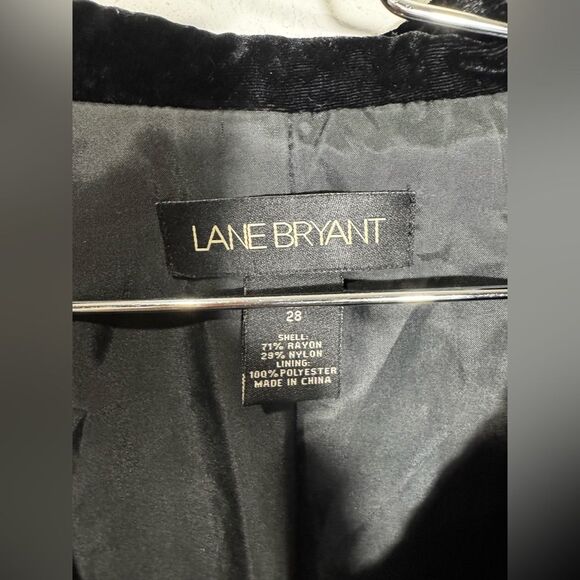 LANE BRYANT
28
SHELL:
71% RAYON
29% NYLON
LINING:
100% POLYESTER
MADE IN CHINA